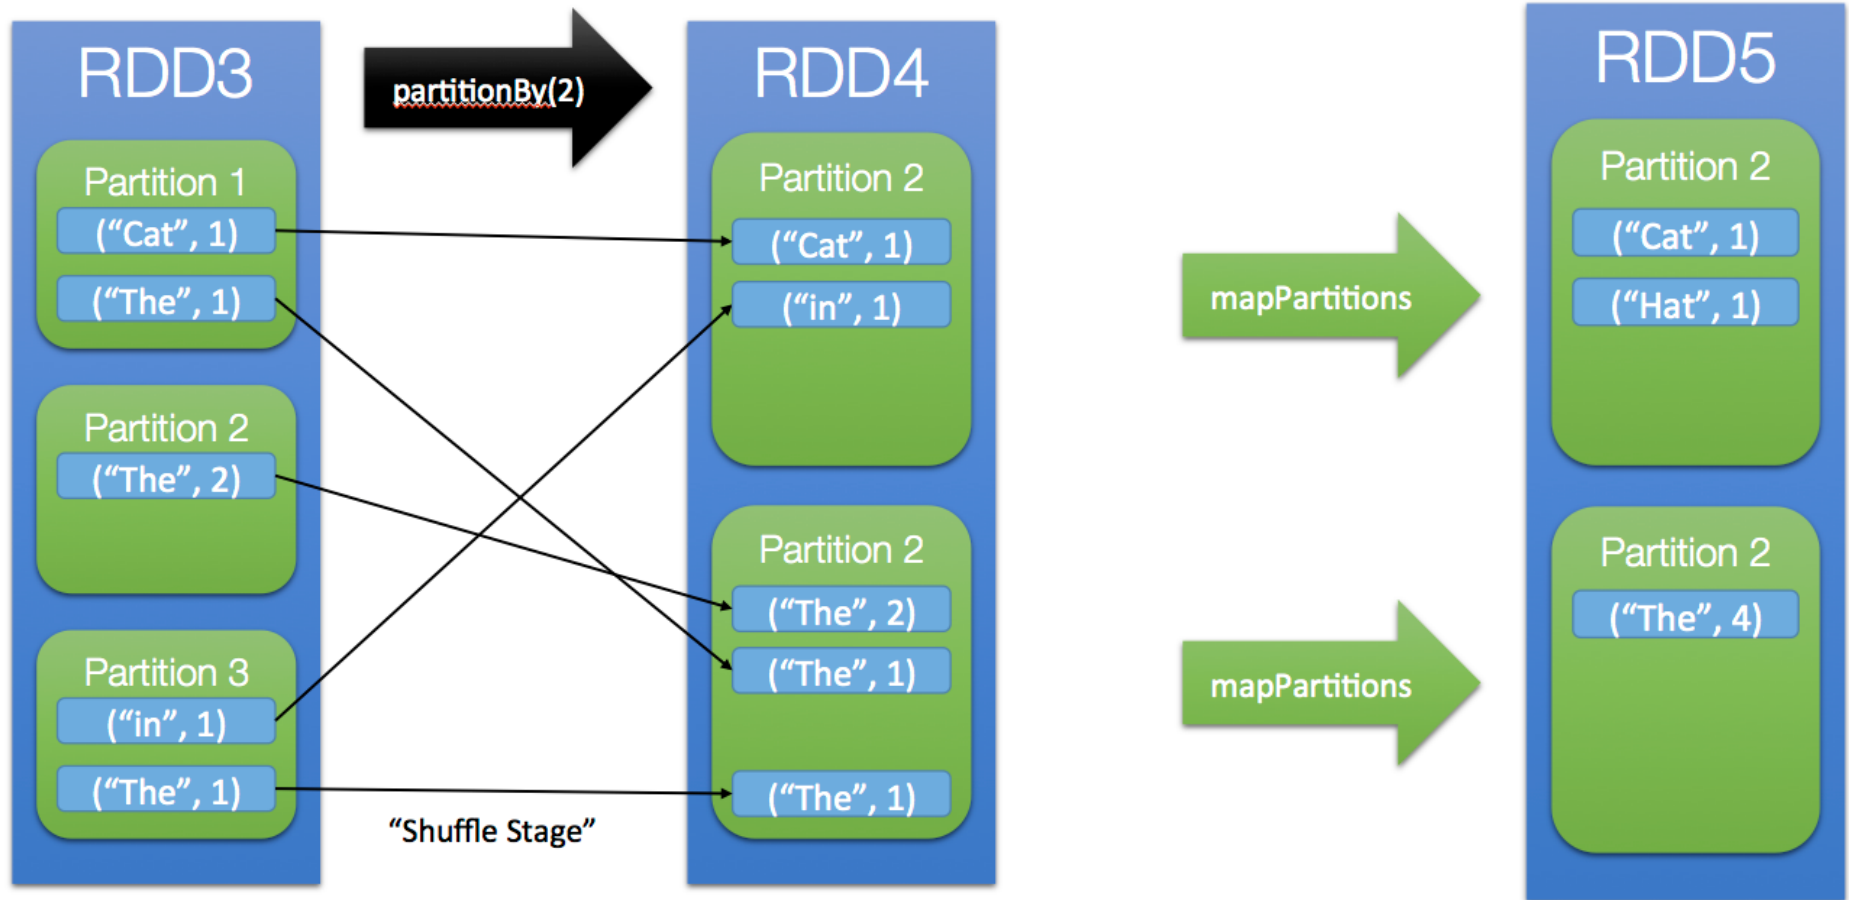 RDD3
Partition 1
(“Cat”, 1)
(“The”, 1)
Partition 2
(“The”, 2)
Partition 3
(“in”, 1)
(“The”, 1)
partitionBy(2)
“Shuffle Stage”
RDD4
Partition 2
(“Cat”, 1)
(“in”, 1)
Partition 2
(“The”, 2)
(“The”, 1)
(“The”, 1)
mapPartitions
mapPartitions
RDD5
Partition 2
(“Cat”, 1)
(“Hat”, 1)
Partition 2
(“The”, 4)